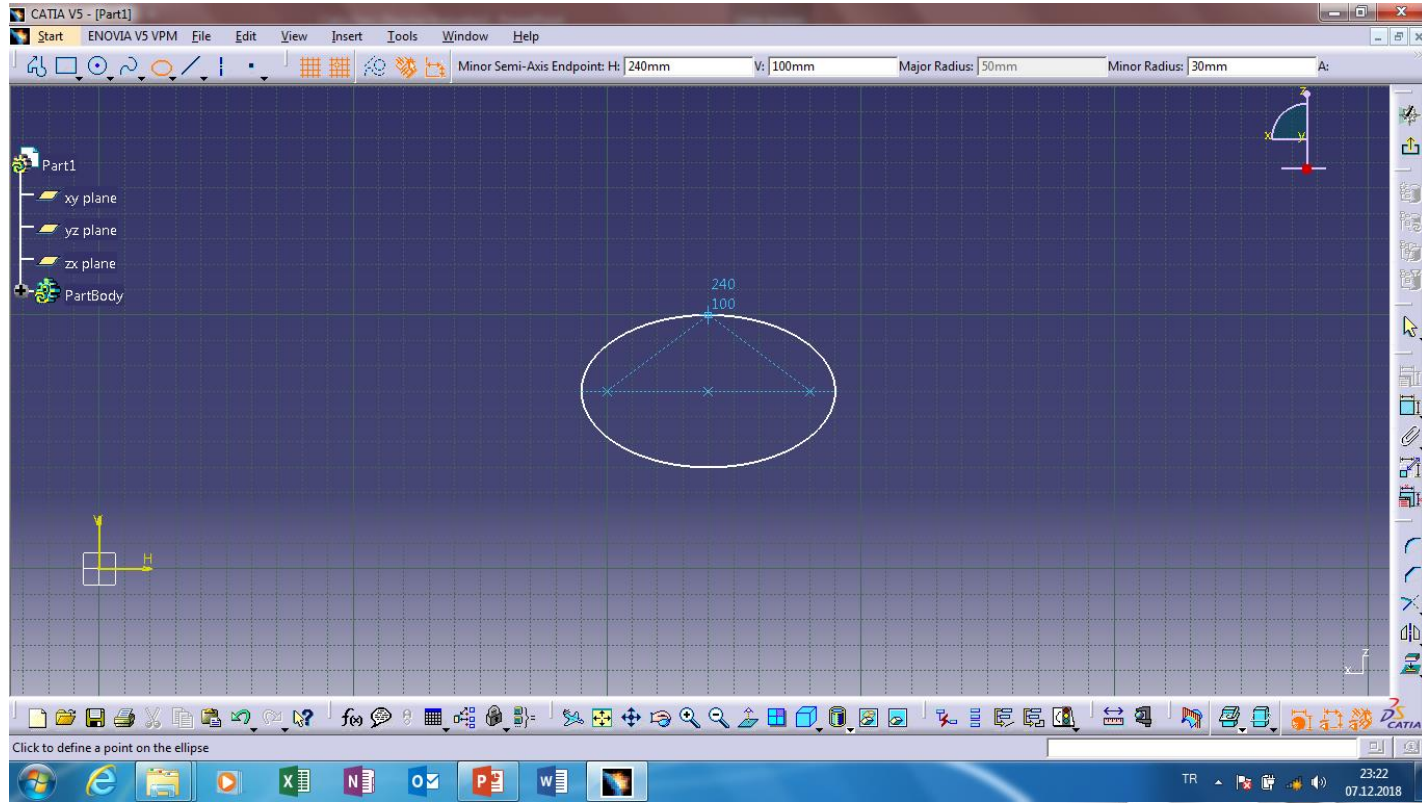 CATIA V5 - [Part1]
Start ENOVIA V5 VPM File Edit View Insert Tools Window Help
Minor Semi-Axis Endpoint: H: 240mm V: 100mm Major Radius: 50mm Minor Radius: 30mm A:
z
x y
Part1
xy plane
yz plane
zx plane
PartBody
240
100
V
H
z
x
f(x)
CATIA
Click to define a point on the ellipse
TR 23:22
07.12.2018